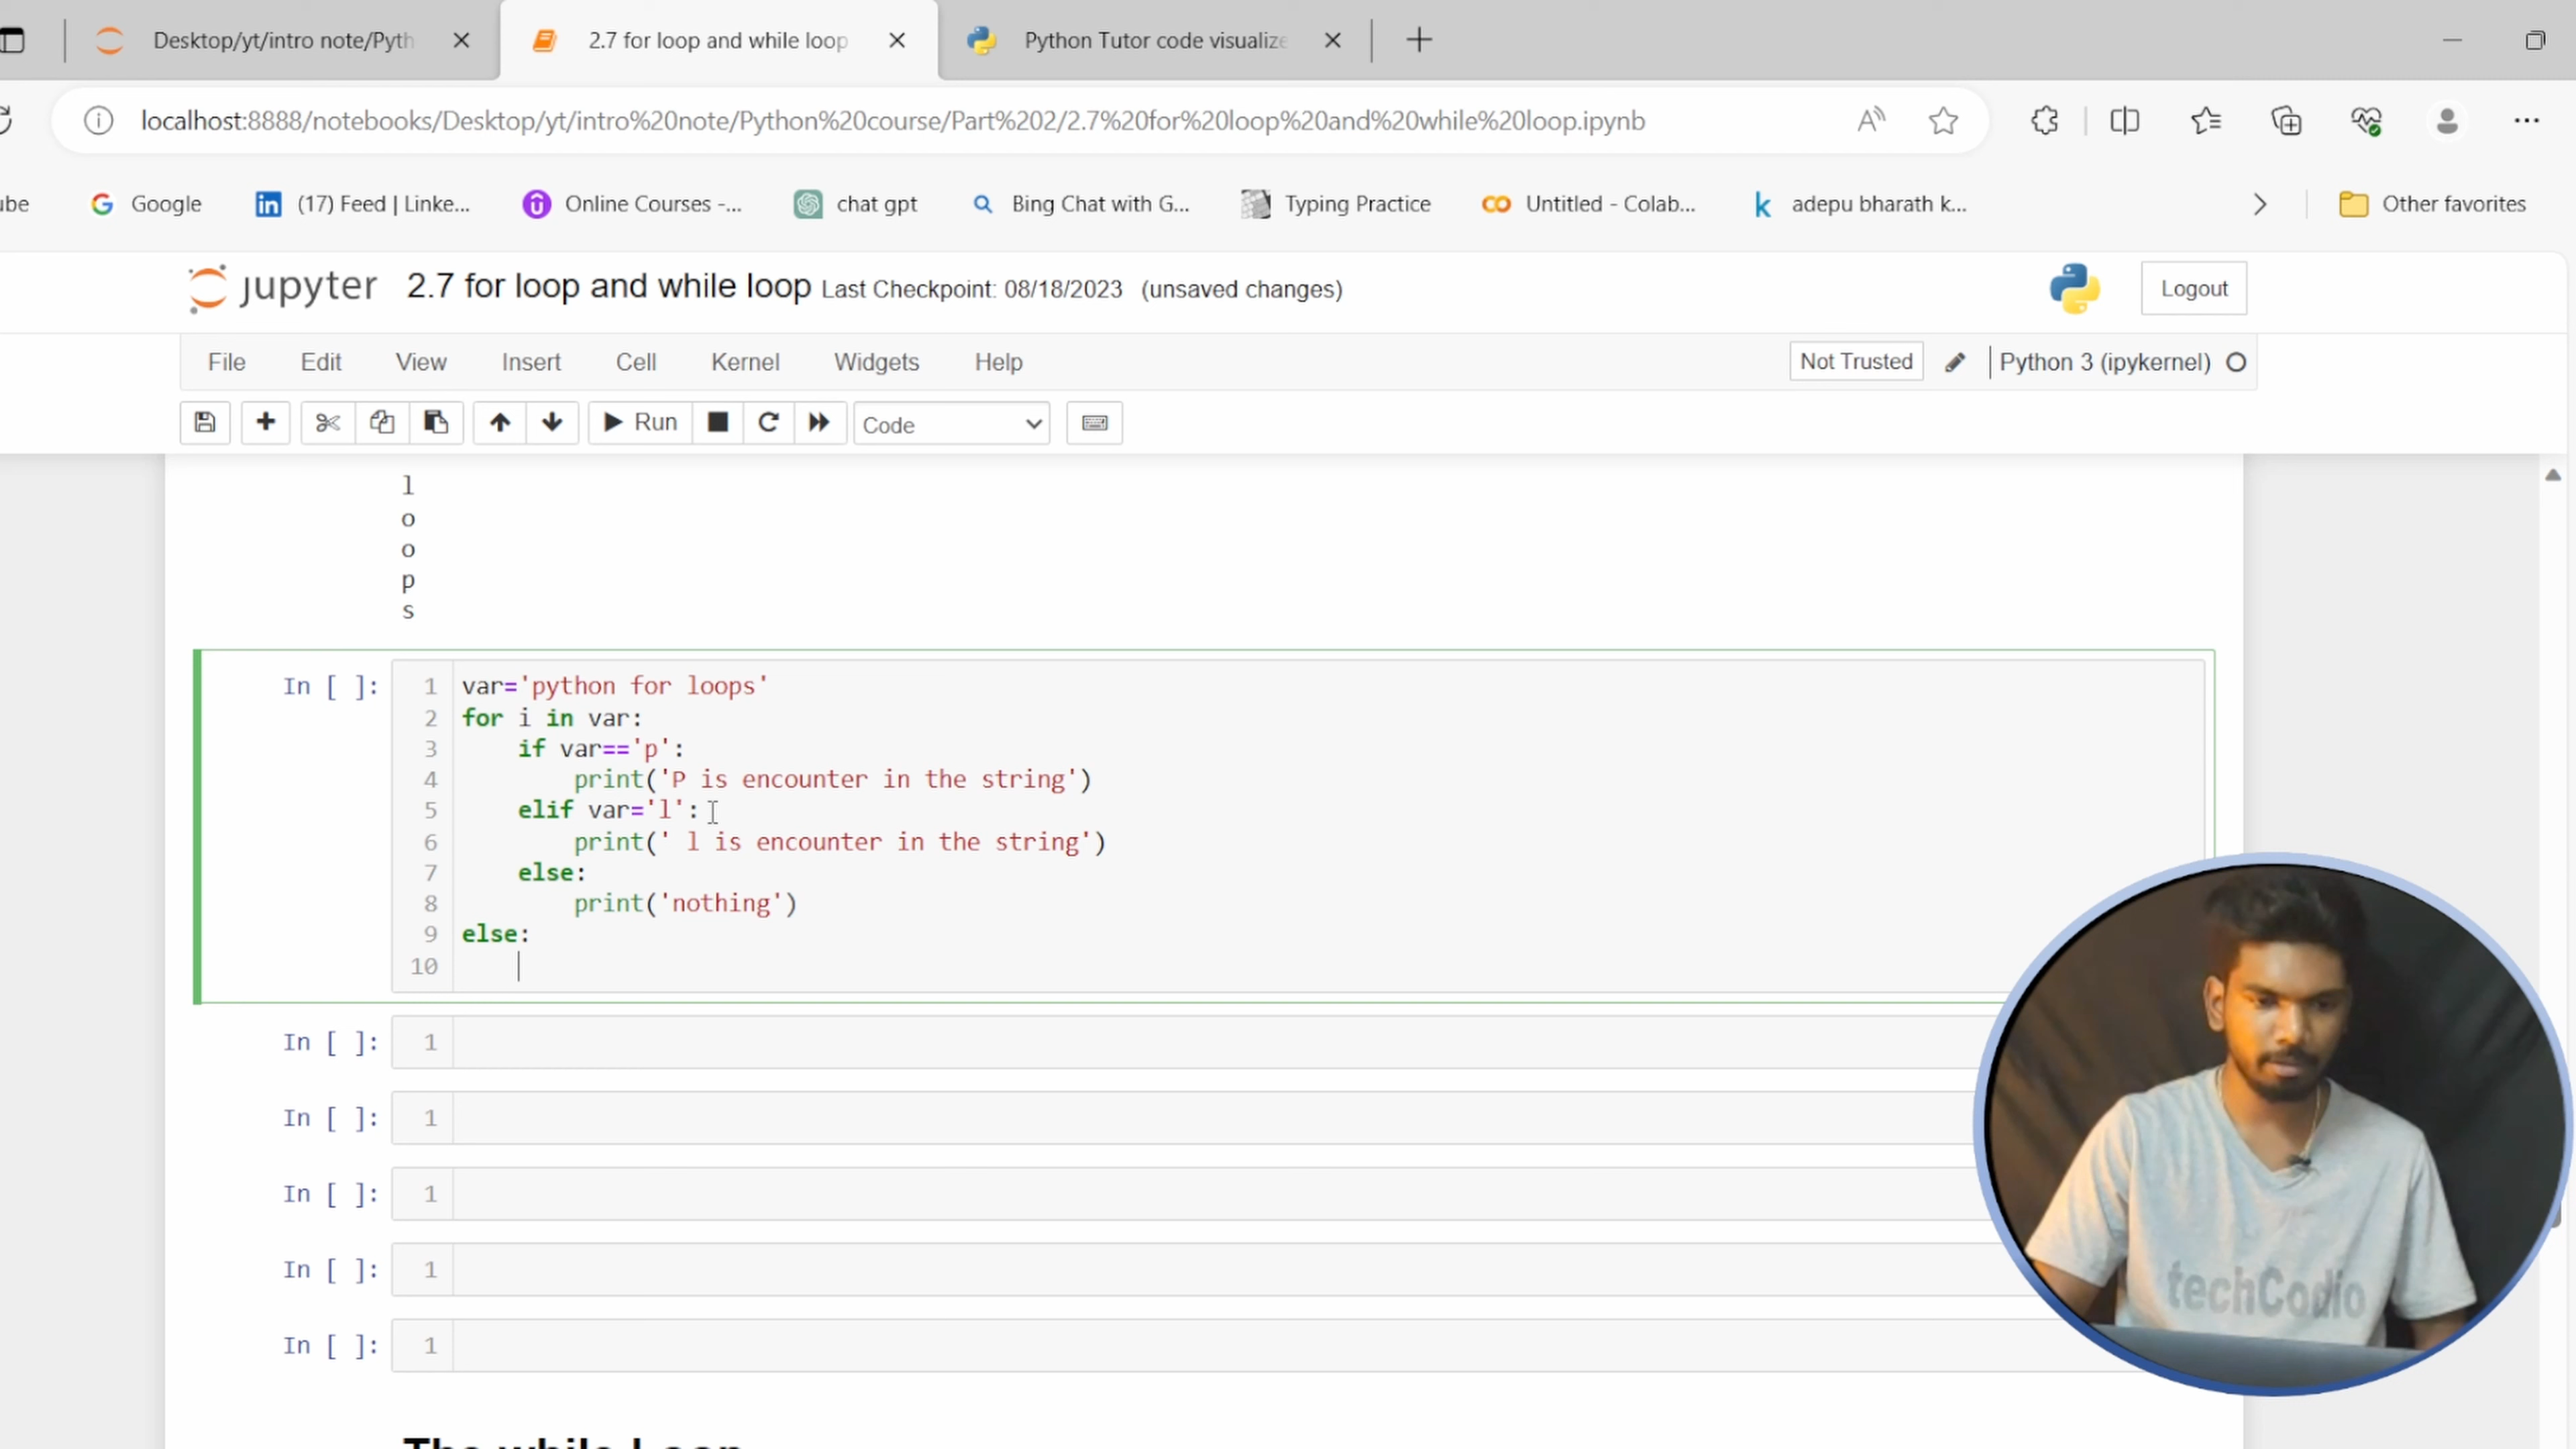 Desktop/yt/intro note/Pyth
2.7 for loop and while loop
Python Tutor code visualize
localhost:8888/notebooks/Desktop/yt/intro%20note/Python%20course/Part%202/2.7%20for%20loop%20and%20while%20loop.ipynb
ube
Google
(17) Feed | Linke...
Online Courses -...
chat gpt
Bing Chat with G...
Typing Practice
Untitled - Colab...
adepu bharath k...
Other favorites
jupyter 2.7 for loop and while loop Last Checkpoint: 08/18/2023 (unsaved changes)
Logout
File Edit View Insert Cell Kernel Widgets Help
Not Trusted
Python 3 (ipykernel)
Run
Code
l
o
o
p
s
In [ ]:
1 var='python for loops'
2 for i in var:
3     if var=='p':
4         print('P is encounter in the string')
5     elif var='l':
6         print(' l is encounter in the string')
7     else:
8         print('nothing')
9 else:
10
In [ ]: 1
In [ ]: 1
In [ ]: 1
In [ ]: 1
In [ ]: 1
techCodio
The while Loop